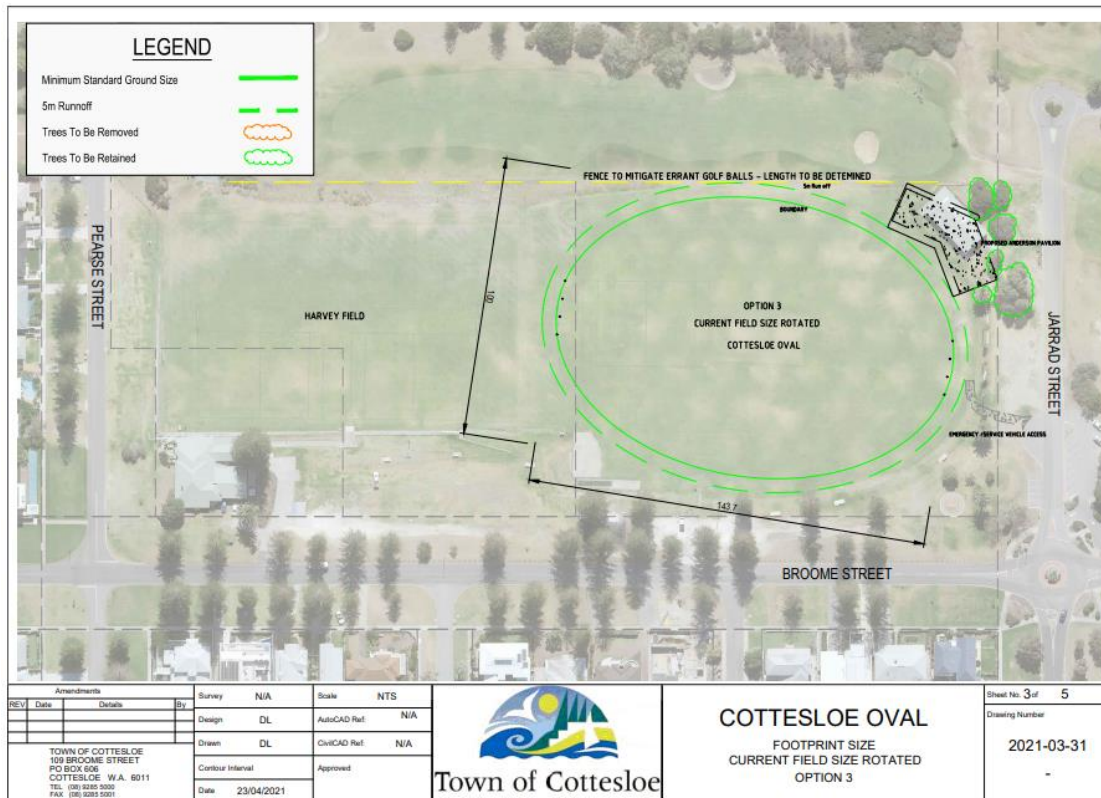 LEGEND
Minimum Standard Ground Size
5m Runoff
Trees To Be Removed
Trees To Be Retained
FENCE TO MITIGATE ERRANT GOLF BALLS - LENGTH TO BE DETEMINED
5m Run off
BOUNDARY
PROPOSED ANDERSON PAVILION
PEARSE STREET
100
HARVEY FIELD
OPTION 3
CURRENT FIELD SIZE ROTATED
COTTESLOE OVAL
JARRAD STREET
EMERGENCY /SERVICE VEHICLE ACCESS
143.7
BROOME STREET
Amendments
REV Date Details By
TOWN OF COTTESLOE
109 BROOME STREET
PO BOX 606
COTTESLOE W.A. 6011
TEL (08) 9285 5000
FAX (08) 9285 5001
Survey N/A
Design DL
Drawn DL
Contour Interval
Date 23/04/2021
Scale NTS
AutoCAD Ref: N/A
CivilCAD Ref: N/A
Approved
Town of Cottesloe
COTTESLOE OVAL
FOOTPRINT SIZE
CURRENT FIELD SIZE ROTATED
OPTION 3
Sheet No. 3 of 5
Drawing Number
2021-03-31
-